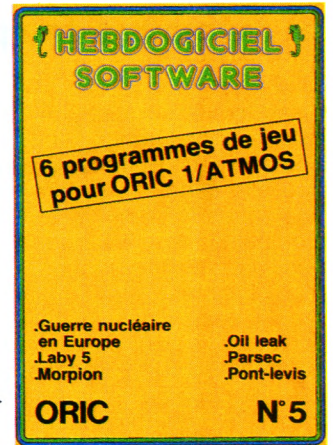 HEBDOGICIEL
SOFTWARE
6 programmes de jeu
pour ORIC 1/ATMOS
.Guerre nucléaire
en Europe
.Laby 5
.Morpion
.Oil leak
.Parsec
.Pont-levis
ORIC
N°5